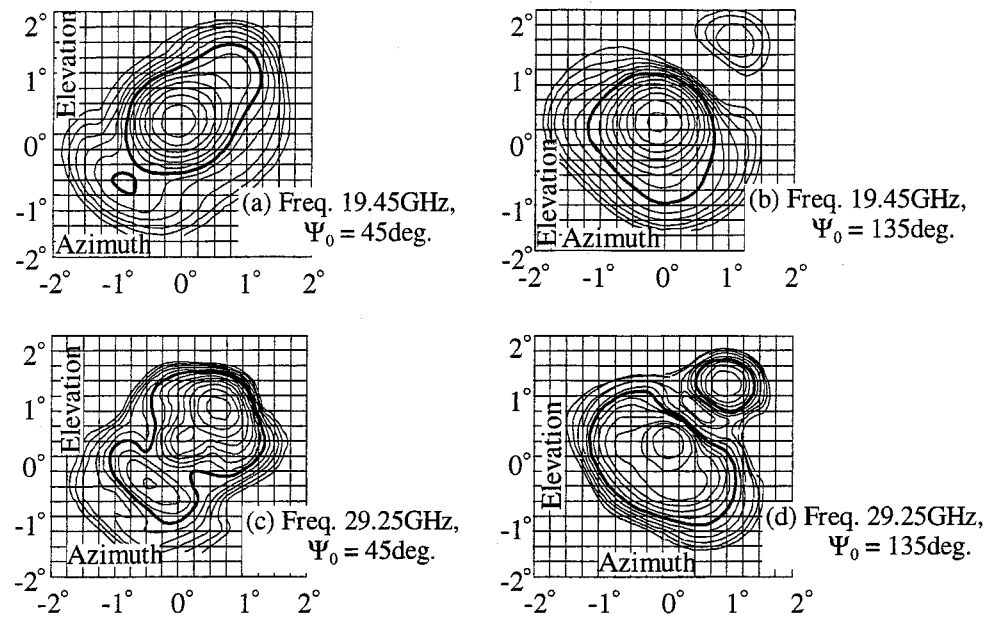 2°
1°
0°
-1°
-2°
Elevation
Azimuth
-2° -1° 0° 1° 2°
(a) Freq. 19.45GHz,
Ψ₀ = 45deg.
2°
1°
0°
-1°
-2°
Elevation
Azimuth
-2° -1° 0° 1° 2°
(b) Freq. 19.45GHz,
Ψ₀ = 135deg.
2°
1°
0°
-1°
-2°
Elevation
Azimuth
-2° -1° 0° 1° 2°
(c) Freq. 29.25GHz,
Ψ₀ = 45deg.
2°
1°
0°
-1°
-2°
Elevation
Azimuth
-2° -1° 0° 1° 2°
(d) Freq. 29.25GHz,
Ψ₀ = 135deg.